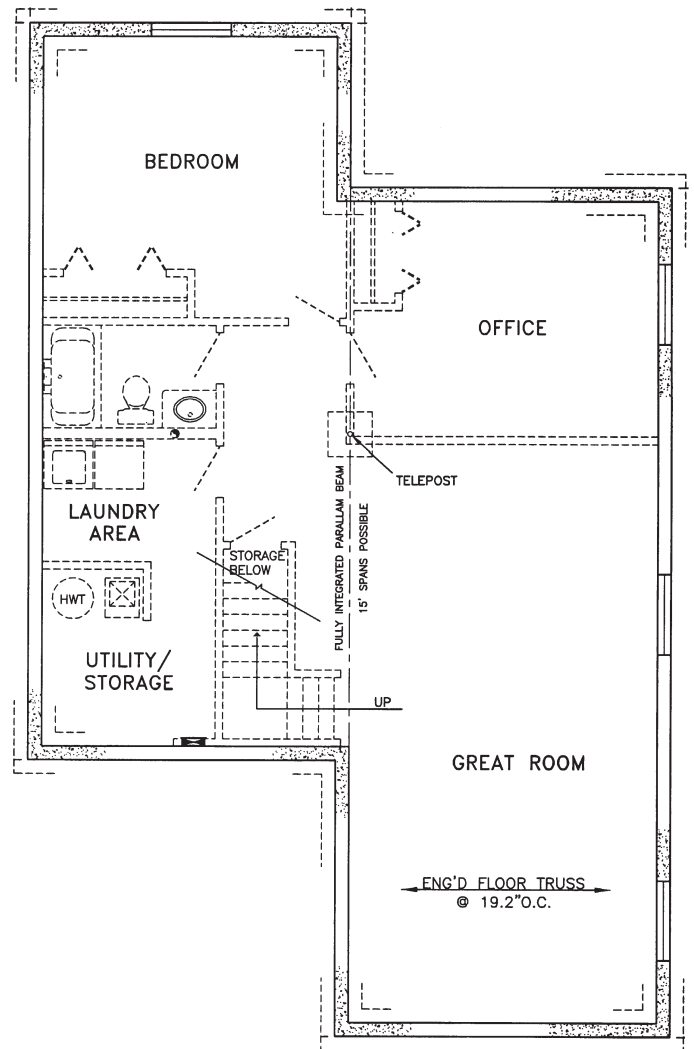 BEDROOM
OFFICE
TELEPOST
FULLY INTEGRATED PARALLAM BEAM
15' SPANS POSSIBLE
LAUNDRY
AREA
STORAGE
BELOW
HWT
UTILITY/
STORAGE
UP
GREAT ROOM
ENG'D FLOOR TRUSS
@ 19.2"O.C.